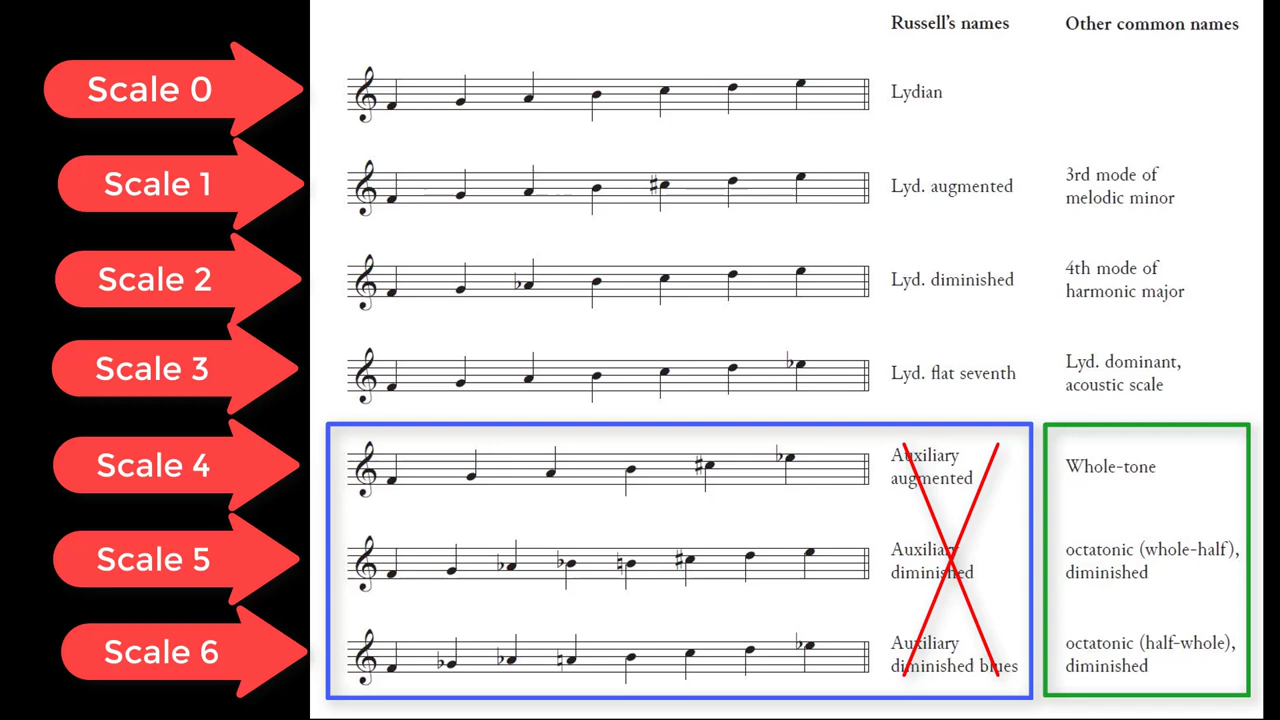 Russell's names
Other common names
Scale 0
Lydian
Scale 1
Lyd. augmented
3rd mode of
melodic minor
Scale 2
Lyd. diminished
4th mode of
harmonic major
Scale 3
Lyd. flat seventh
Lyd. dominant,
acoustic scale
Scale 4
Auxiliary
augmented
Whole-tone
Scale 5
Auxiliary
diminished
octatonic (whole-half),
diminished
Scale 6
Auxiliary
diminished blues
octatonic (half-whole),
diminished